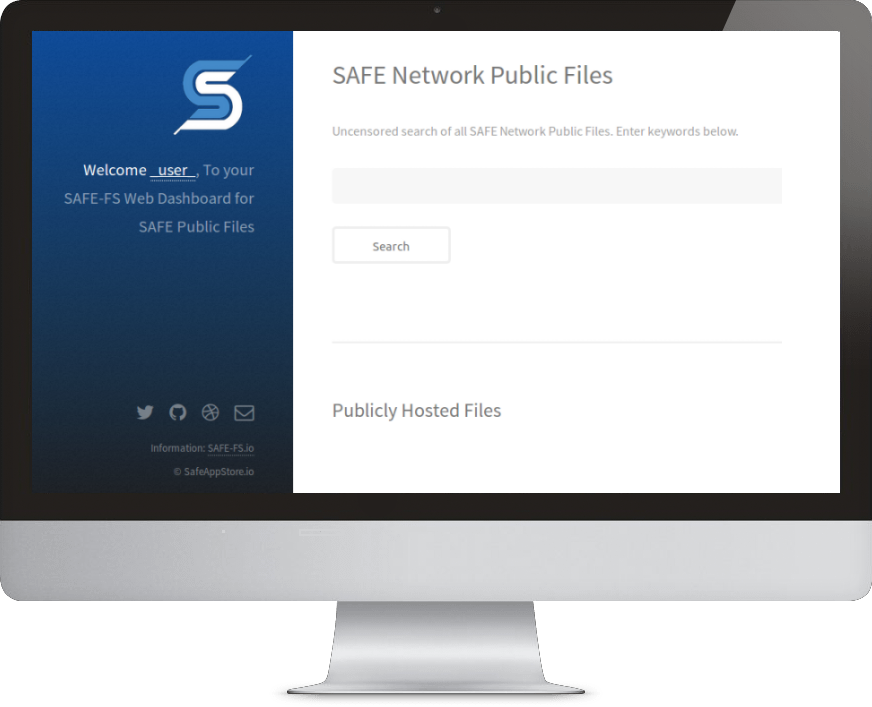 Welcome _user_, To your
SAFE-FS Web Dashboard for
SAFE Public Files
Information: SAFE-FS.io
© SafeAppStore.io
SAFE Network Public Files
Uncensored search of all SAFE Network Public Files. Enter keywords below.
Search
Publicly Hosted Files